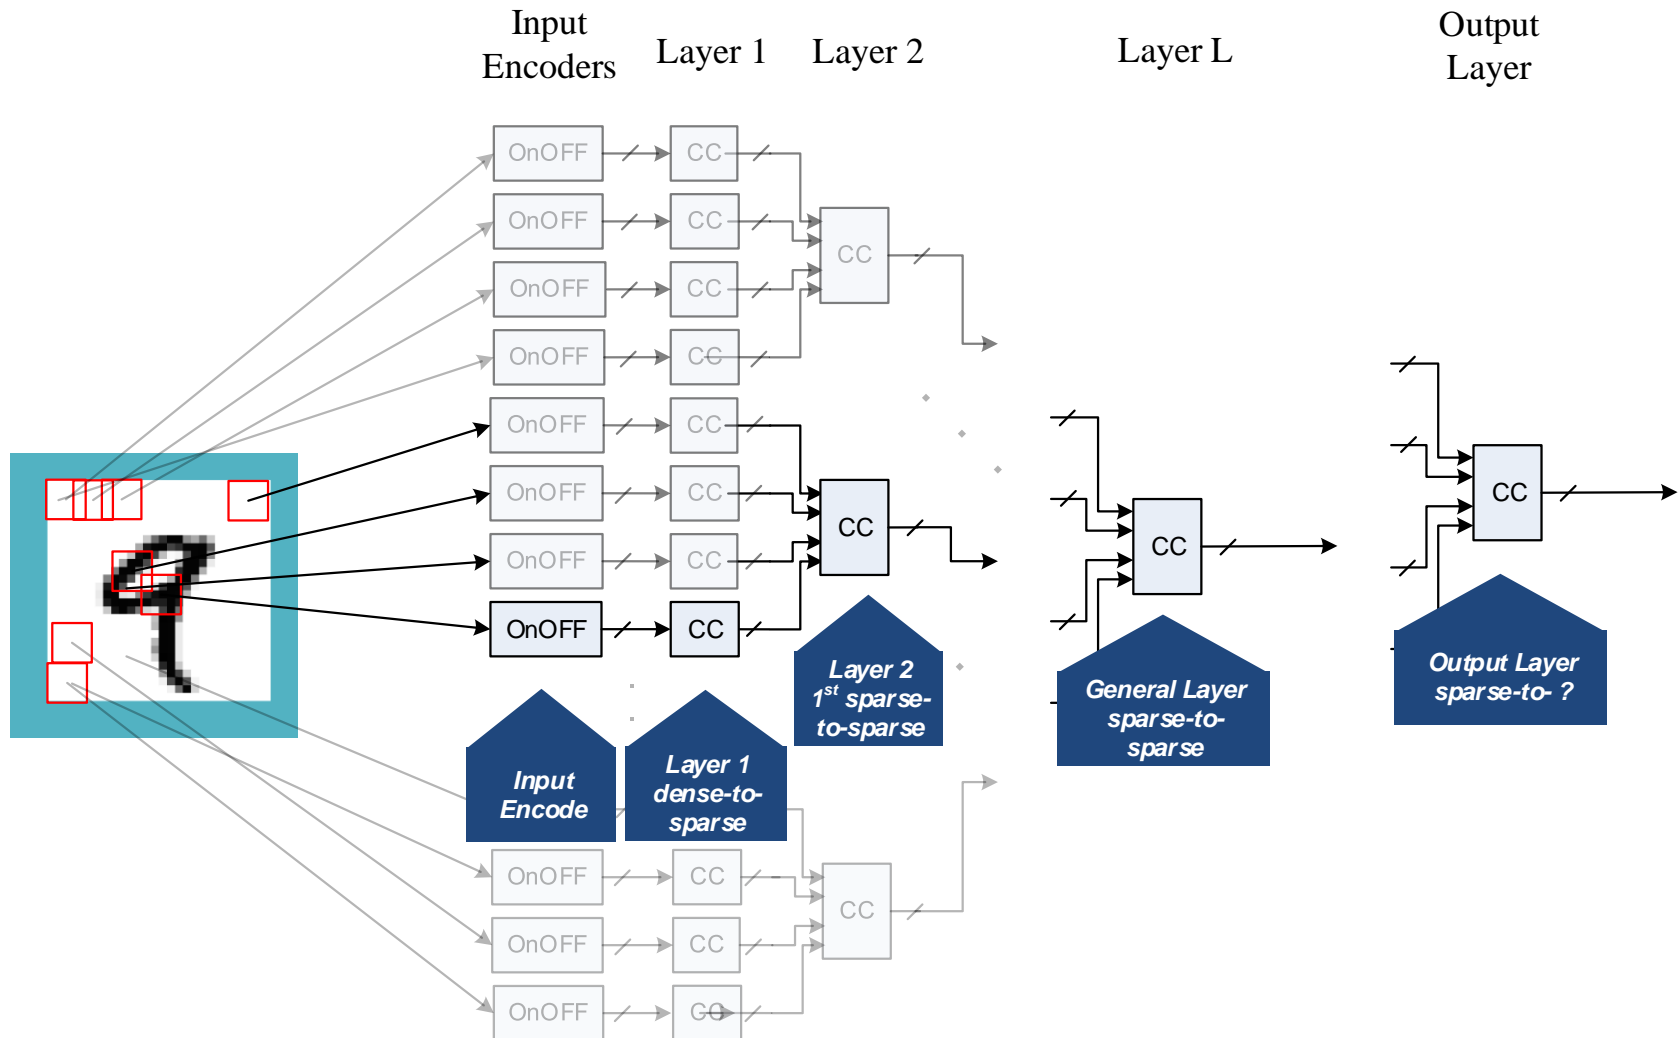 Input
Encoders
Layer 1
Layer 2
Layer L
Output
Layer
OnOFF
CC
OnOFF
CC
CC
OnOFF
CC
OnOFF
CC
OnOFF
CC
OnOFF
CC
CC
CC
OnOFF
CC
CC
OnOFF
CC
Layer 2
1st sparse-
to-sparse
General Layer
sparse-to-
sparse
Output Layer
sparse-to- ?
Input
Encode
Layer 1
dense-to-
sparse
OnOFF
CC
CC
OnOFF
CC
OnOFF
CC